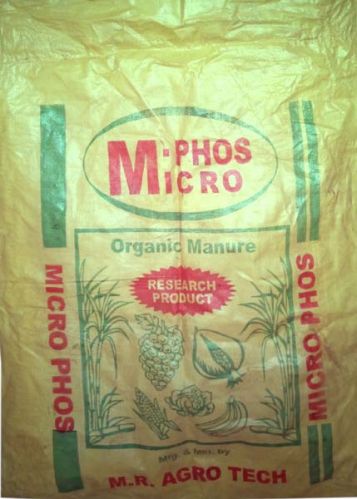 M-PHOS
MICRO
Organic Manure
RESEARCH
PRODUCT
MICRO PHOS
MICRO PHOS
Mfg. & Mkt. by
M.R. AGRO TECH